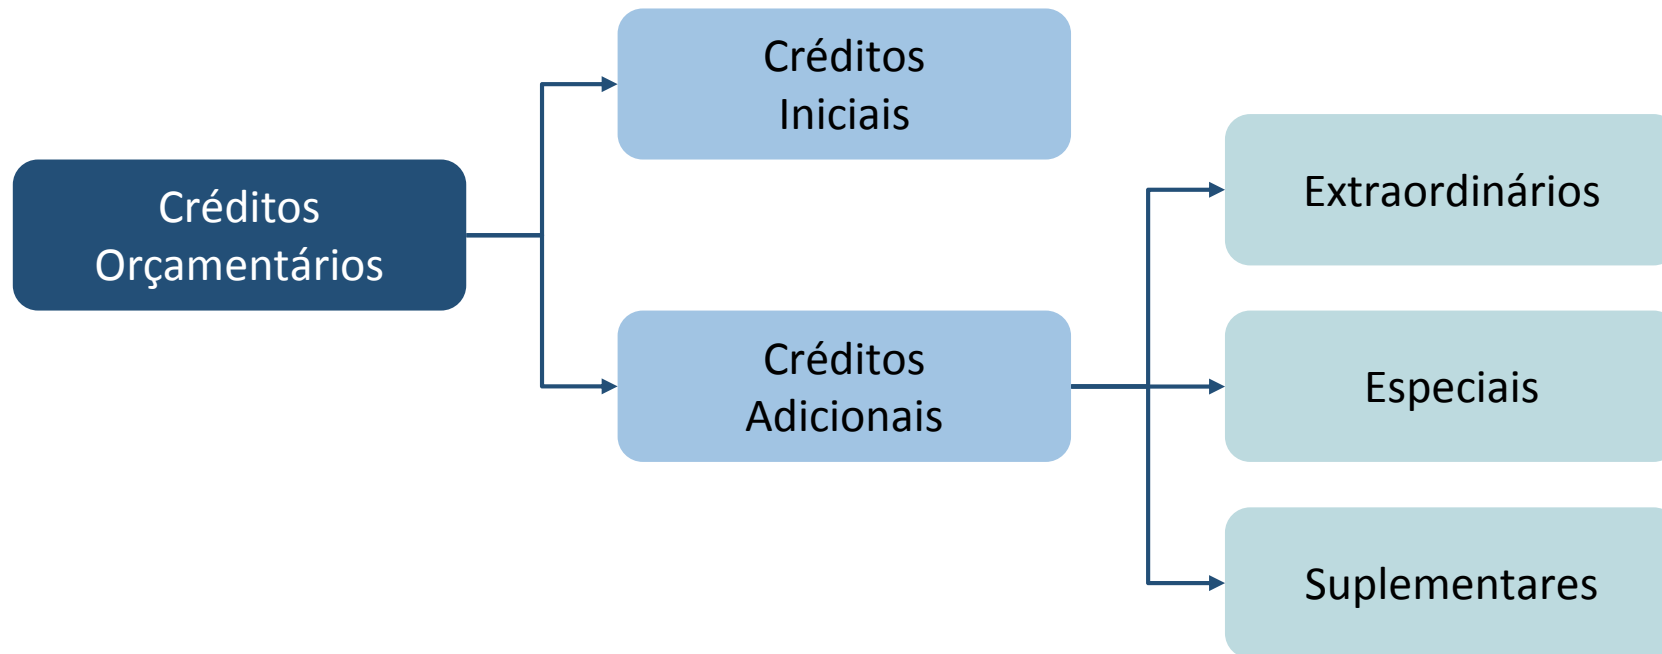 Créditos
Orçamentários
Créditos
Iniciais
Créditos
Adicionais
Extraordinários
Especiais
Suplementares